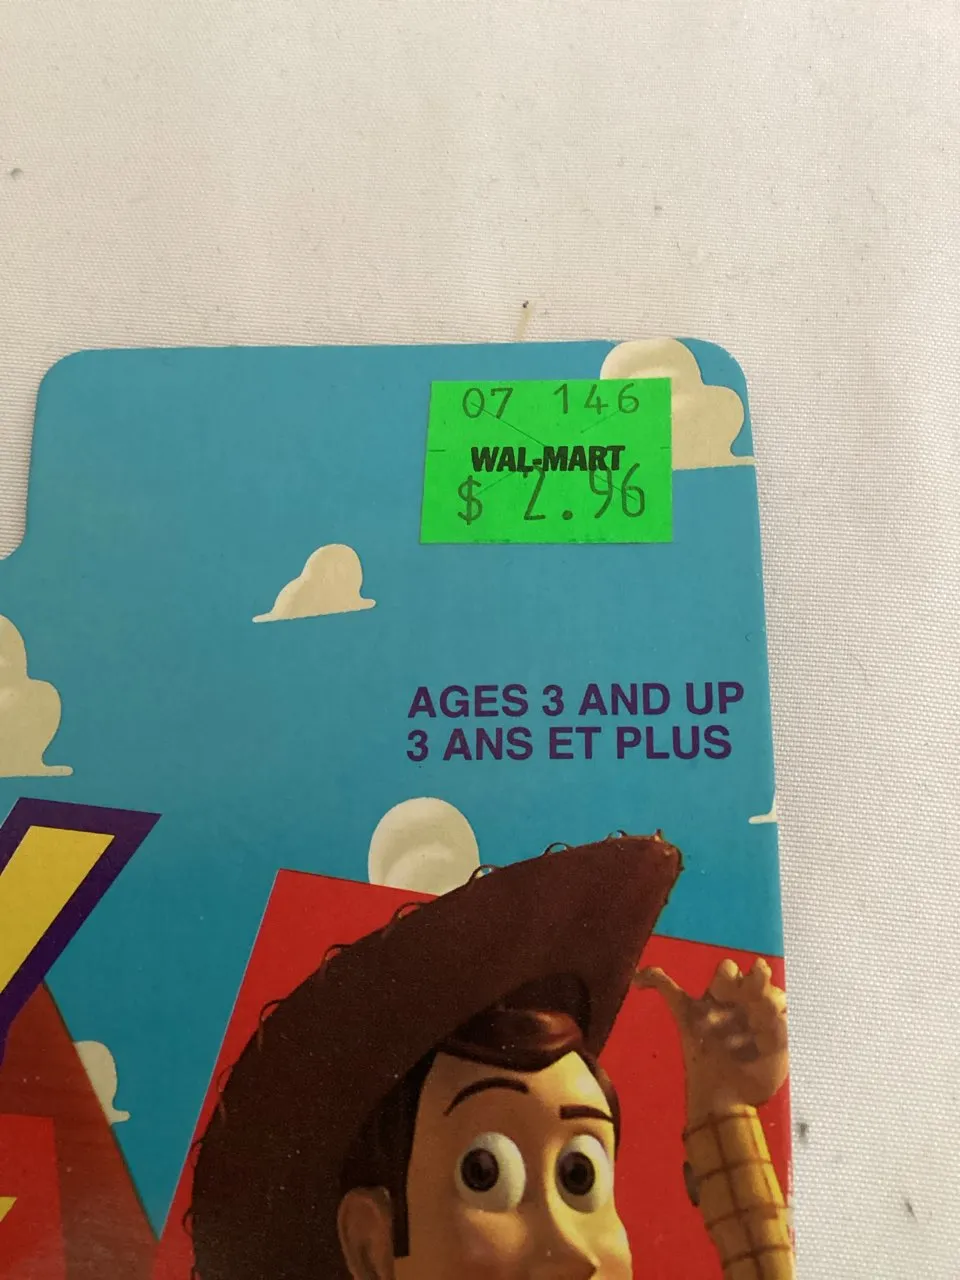 07 146
WAL-MART
$ 2.96
AGES 3 AND UP
3 ANS ET PLUS